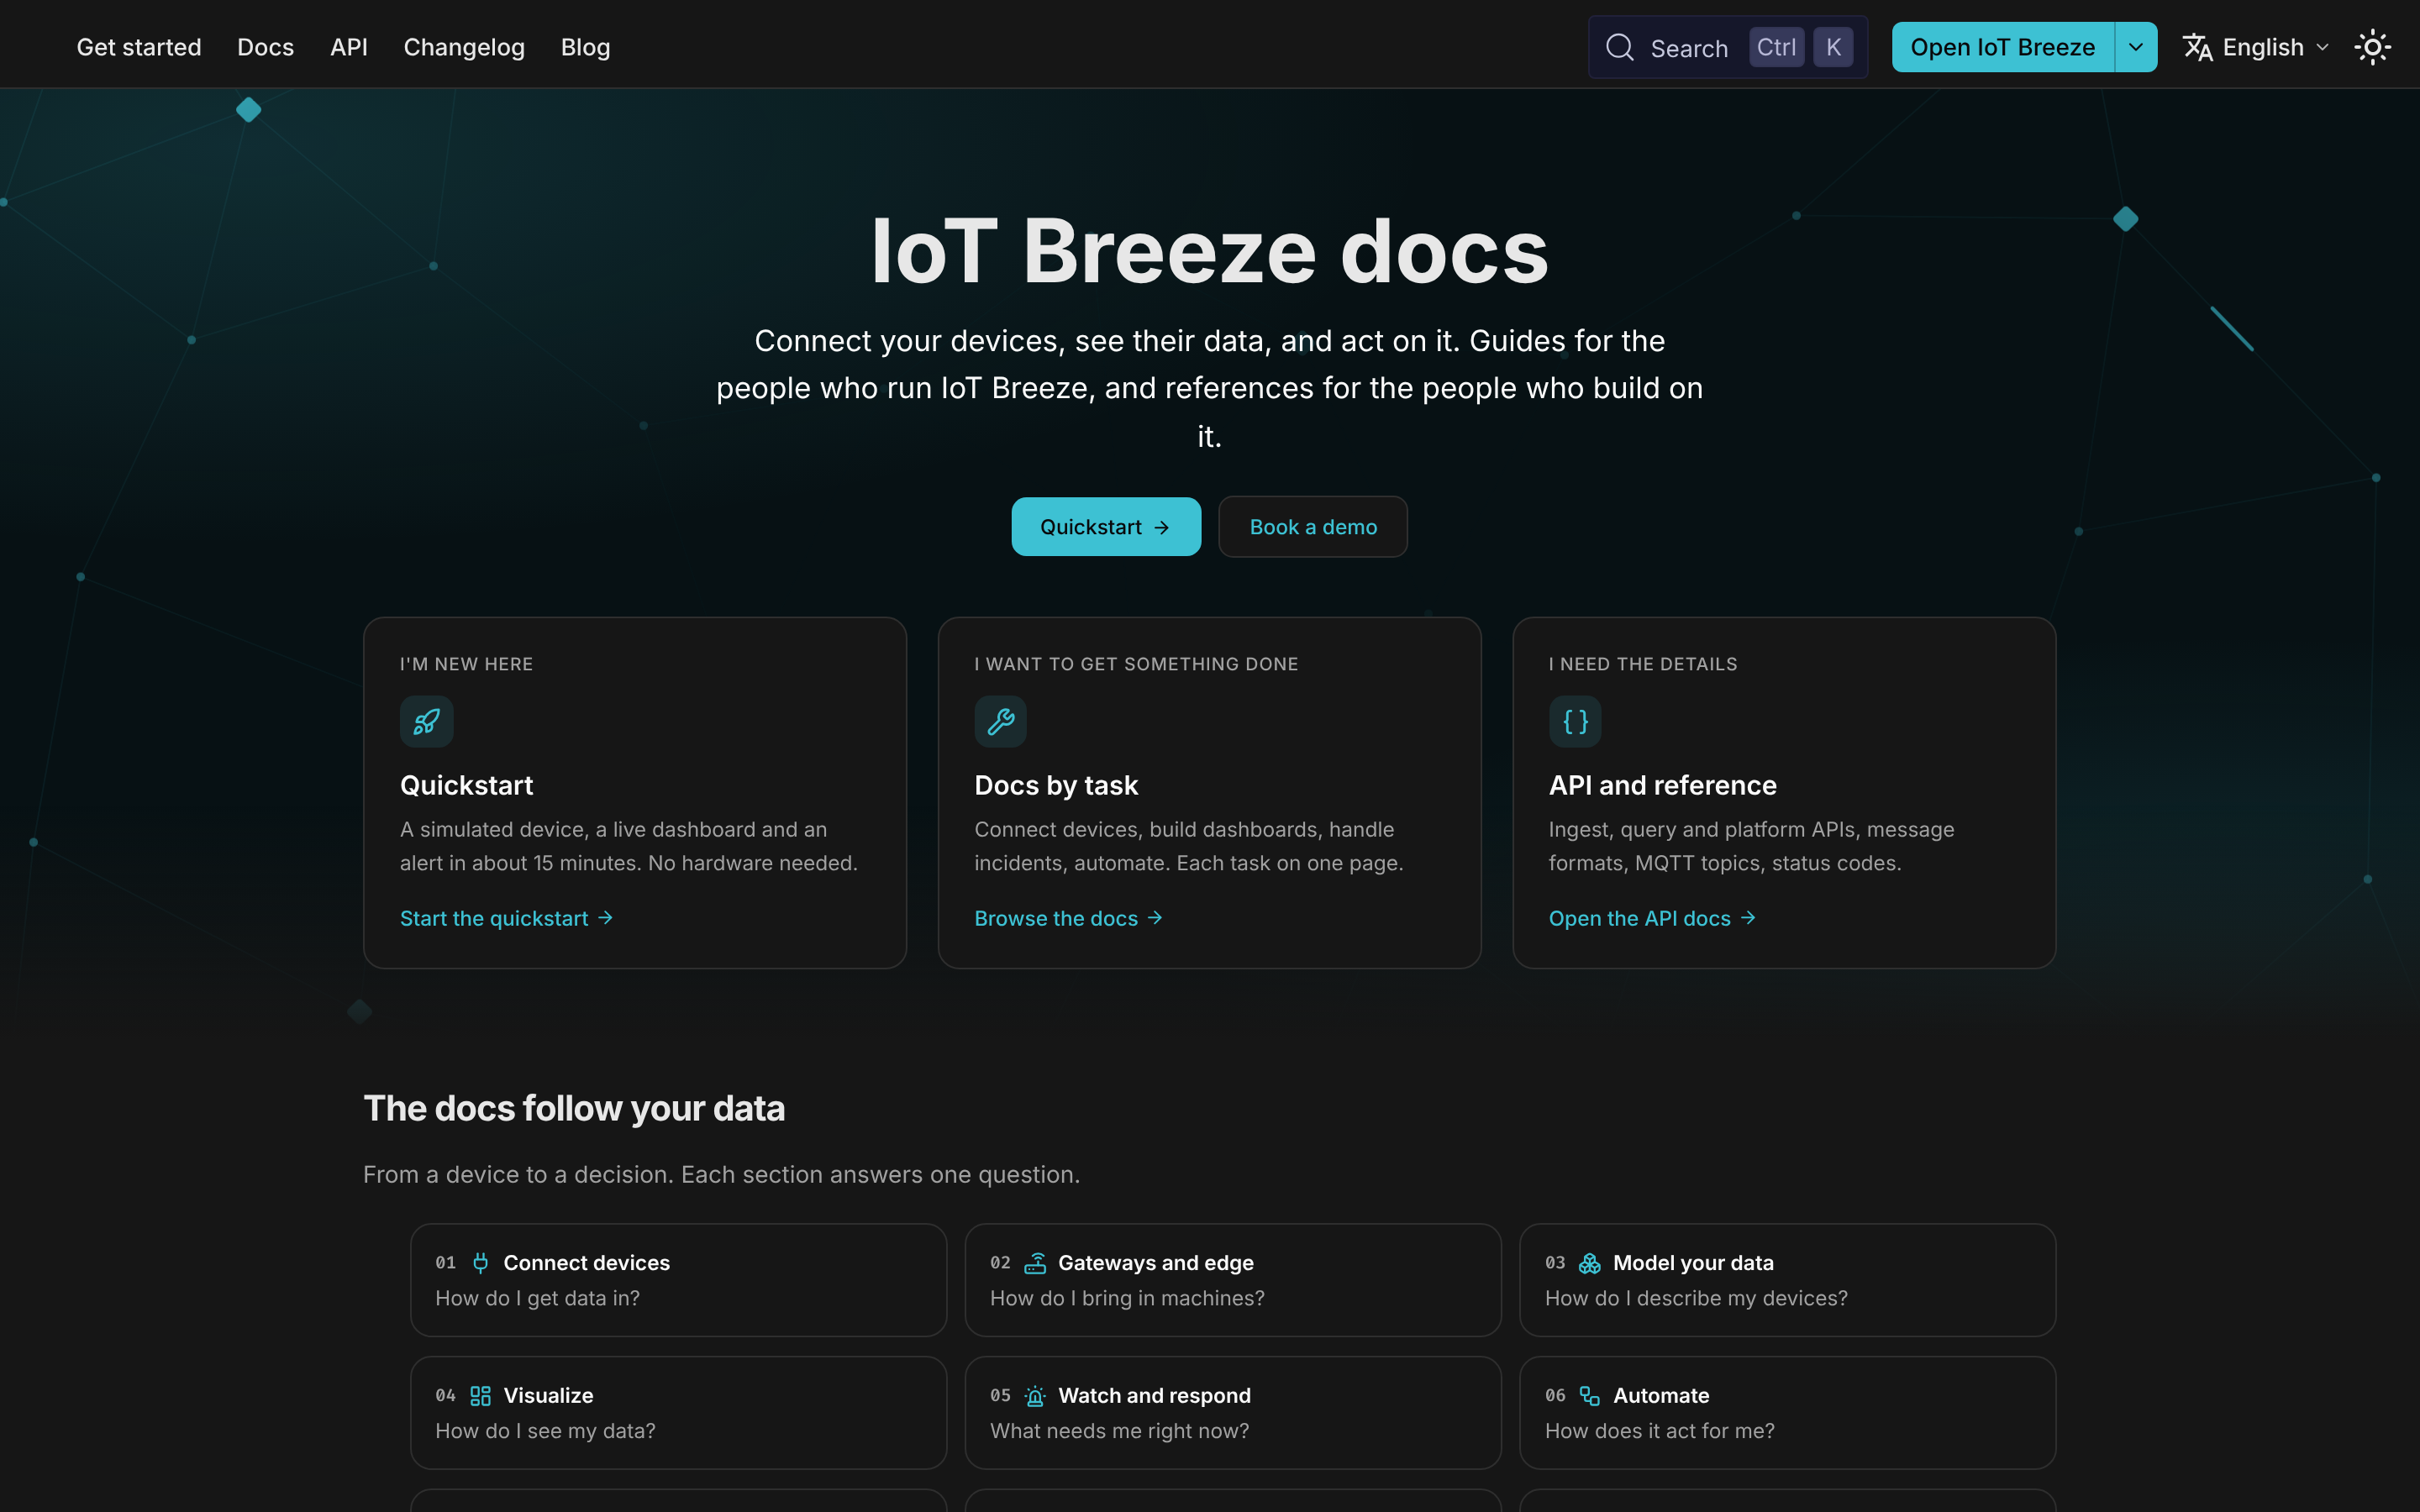 Get started Docs API Changelog Blog Search Ctrl K Open IoT Breeze English
IoT Breeze docs
Connect your devices, see their data, and act on it. Guides for the
people who run IoT Breeze, and references for the people who build on
it.
Quickstart → Book a demo
I'M NEW HERE
Quickstart
A simulated device, a live dashboard and an
alert in about 15 minutes. No hardware needed.
Start the quickstart →
I WANT TO GET SOMETHING DONE
Docs by task
Connect devices, build dashboards, handle
incidents, automate. Each task on one page.
Browse the docs →
I NEED THE DETAILS
{ }
API and reference
Ingest, query and platform APIs, message
formats, MQTT topics, status codes.
Open the API docs →
The docs follow your data
From a device to a decision. Each section answers one question.
01 Connect devices
How do I get data in?
02 Gateways and edge
How do I bring in machines?
03 Model your data
How do I describe my devices?
04 Visualize
How do I see my data?
05 Watch and respond
What needs me right now?
06 Automate
How does it act for me?